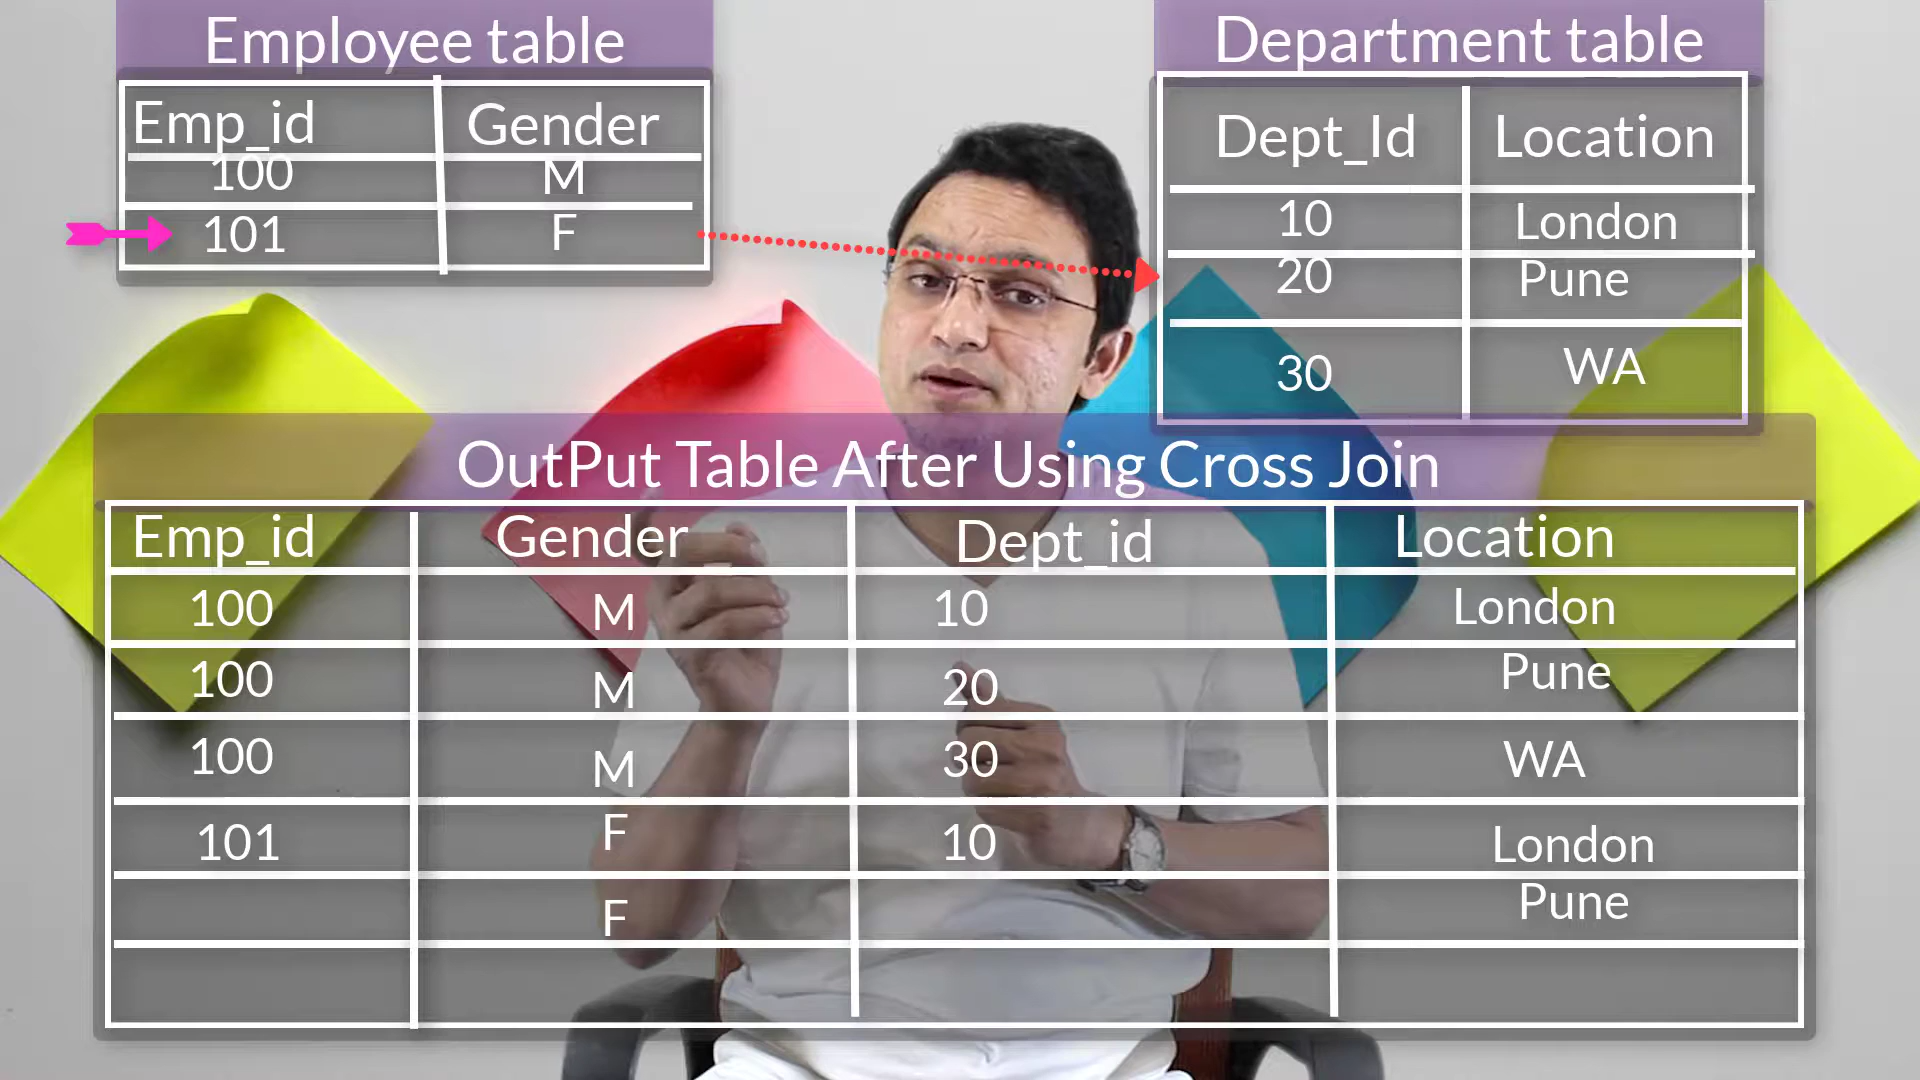 Employee table
Emp_id Gender
100 M
101 F
Department table
Dept_Id Location
10 London
20 Pune
30 WA
OutPut Table After Using Cross Join
Emp_id Gender Dept_id Location
100 M 10 London
100 M 20 Pune
100 M 30 WA
101 F 10 London
F Pune